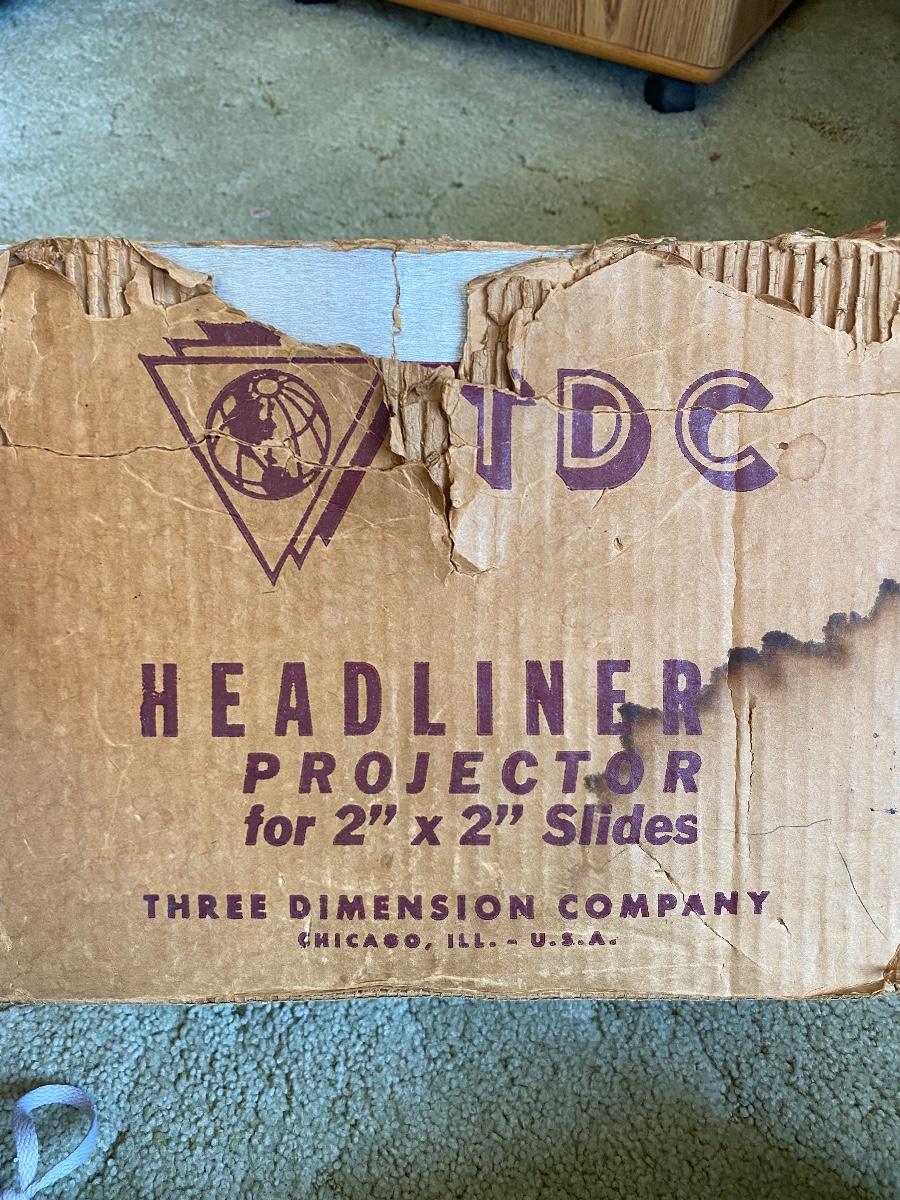 TDC
HEADLINER
PROJECTOR
for 2” x 2” Slides
THREE DIMENSION COMPANY
CHICAGO, ILL. - U.S.A.